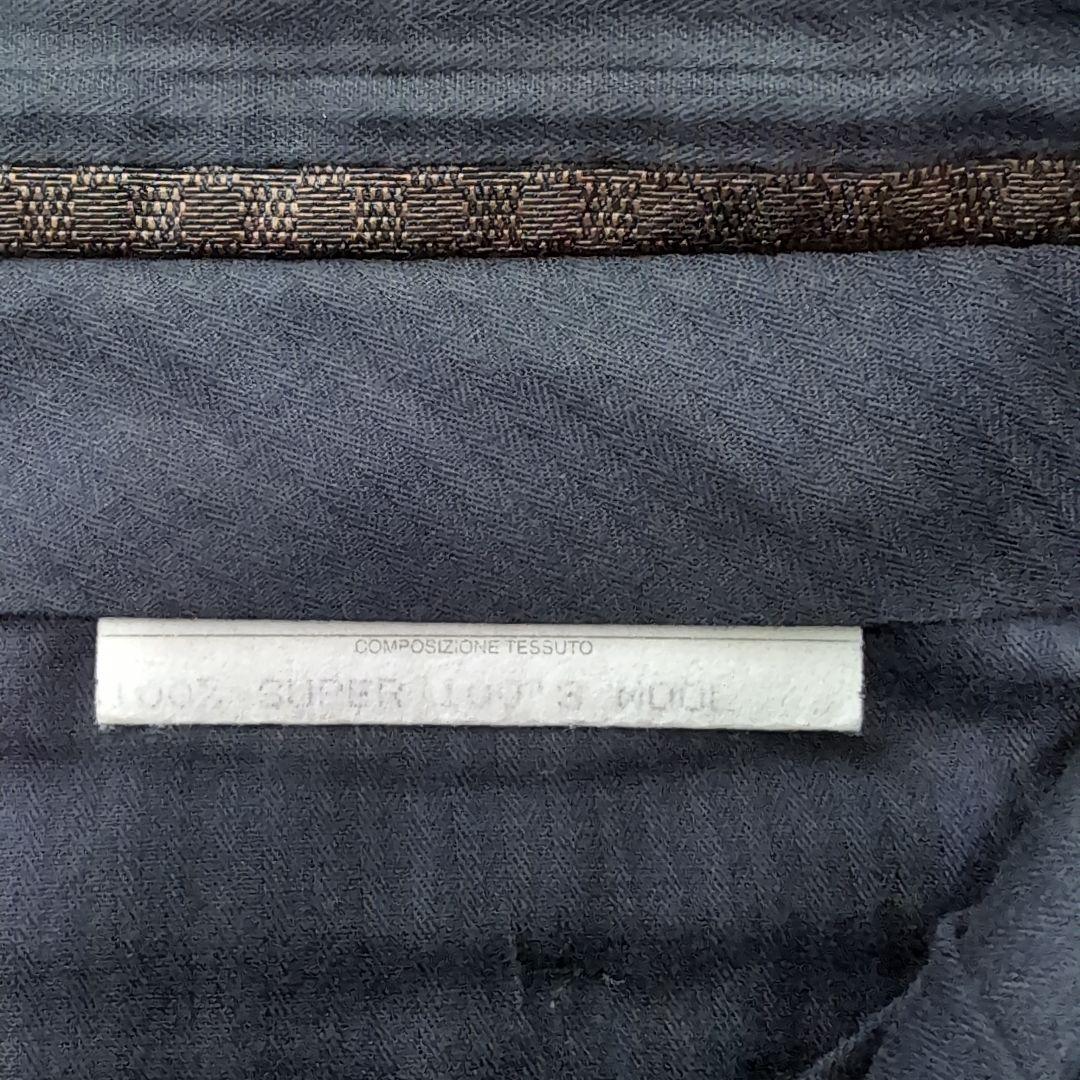 COMPOSIZIONE TESSUTO
100% SUPER 100'S WOOL